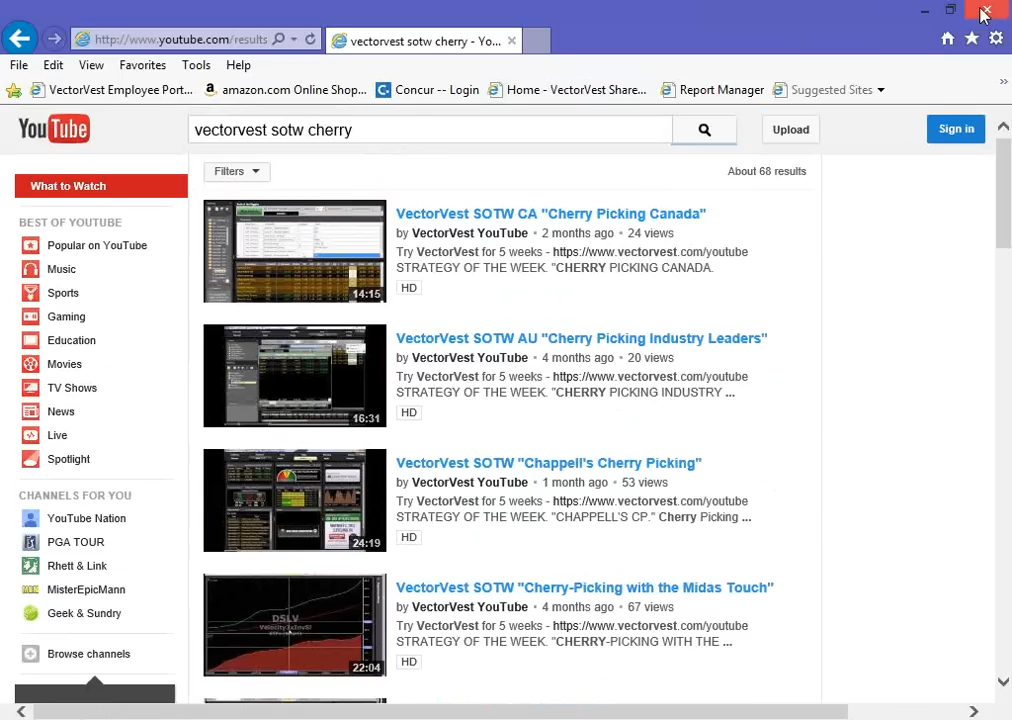 http://www.youtube.com/results
vectorvest sotw cherry - Yo...
File Edit View Favorites Tools Help
VectorVest Employee Port... amazon.com Online Shop... Concur -- Login Home - VectorVest Share... Report Manager Suggested Sites
YouTube
vectorvest sotw cherry
Upload
Sign in
What to Watch
BEST OF YOUTUBE
Popular on YouTube
Music
Sports
Gaming
Education
Movies
TV Shows
News
Live
Spotlight
CHANNELS FOR YOU
YouTube Nation
PGA TOUR
Rhett & Link
MisterEpicMann
Geek & Sundry
Browse channels
Filters
About 68 results
14:15
VectorVest SOTW CA "Cherry Picking Canada"
by VectorVest YouTube • 2 months ago • 24 views
Try VectorVest for 5 weeks - https://www.vectorvest.com/youtube
STRATEGY OF THE WEEK. "CHERRY PICKING CANADA.
HD
16:31
VectorVest SOTW AU "Cherry Picking Industry Leaders"
by VectorVest YouTube • 4 months ago • 20 views
Try VectorVest for 5 weeks - https://www.vectorvest.com/youtube
STRATEGY OF THE WEEK. "CHERRY PICKING INDUSTRY ...
HD
24:19
VectorVest SOTW "Chappell's Cherry Picking"
by VectorVest YouTube • 1 month ago • 53 views
Try VectorVest for 5 weeks - https://www.vectorvest.com/youtube
STRATEGY OF THE WEEK. "CHAPPELL'S CP." Cherry Picking ...
HD
DSLV
22:04
VectorVest SOTW "Cherry-Picking with the Midas Touch"
by VectorVest YouTube • 4 months ago • 67 views
Try VectorVest for 5 weeks - https://www.vectorvest.com/youtube
STRATEGY OF THE WEEK. "CHERRY-PICKING WITH THE ...
HD